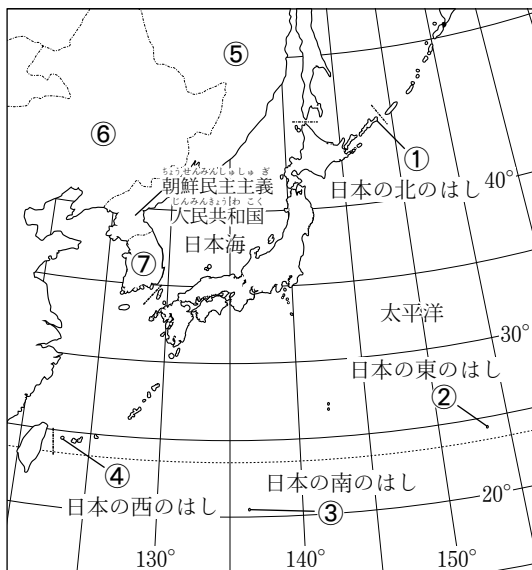 ⑤
⑥
①
日本の北のはし
40°
ちょうせんみんしゅしゅぎ
朝鮮民主主義
じんみんきょうわこく
人民共和国
日本海
⑦
太平洋
30°
日本の東のはし
②
④
日本の西のはし
日本の南のはし
③
20°
130°
140°
150°